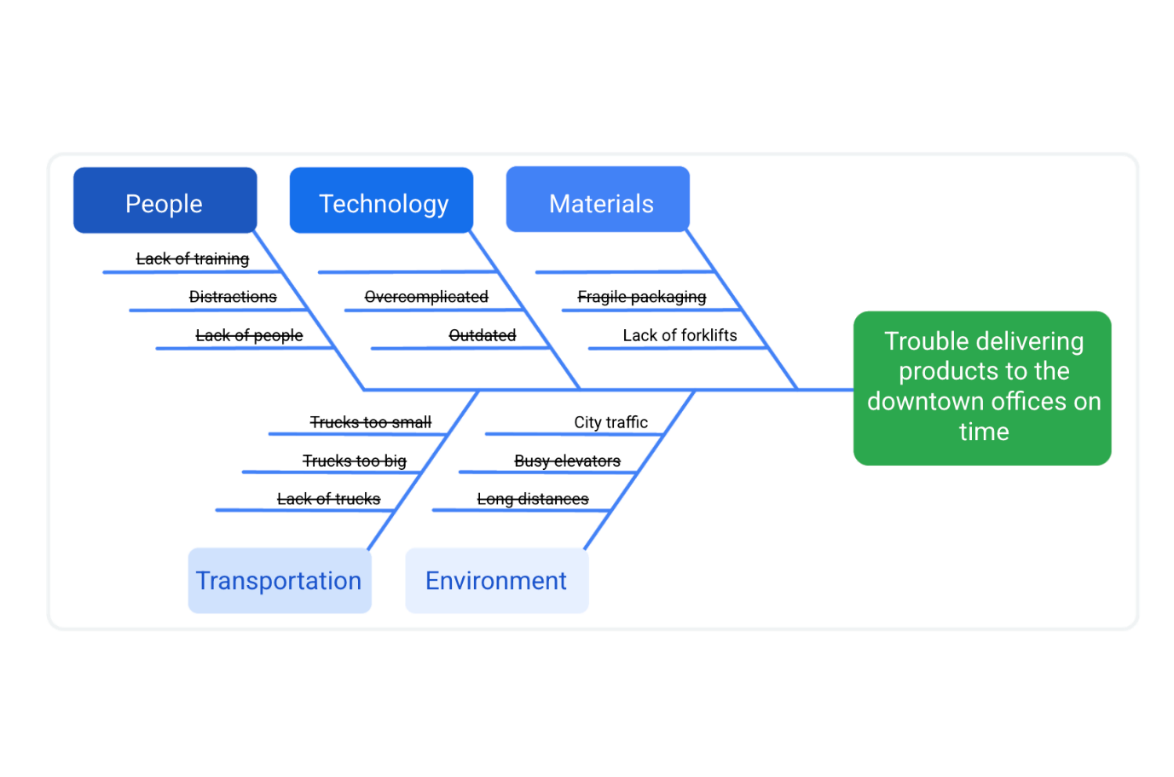 People
Technology
Materials
Lack of training
Distractions
Overcomplicated
Fragile packaging
Lack of people
Outdated
Lack of forklifts
Trouble delivering
products to the
downtown offices on
time
Trucks too small
City traffic
Trucks too big
Busy elevators
Lack of trucks
Long distances
Transportation
Environment